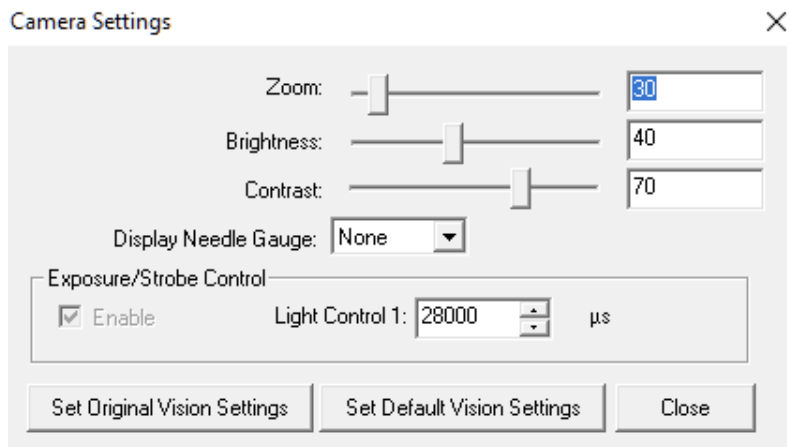 Camera Settings
Zoom: 30
Brightness: 40
Contrast: 70
Display Needle Gauge: None
Exposure/Strobe Control
Enable Light Control 1: 28000 µs
Set Original Vision Settings Set Default Vision Settings Close